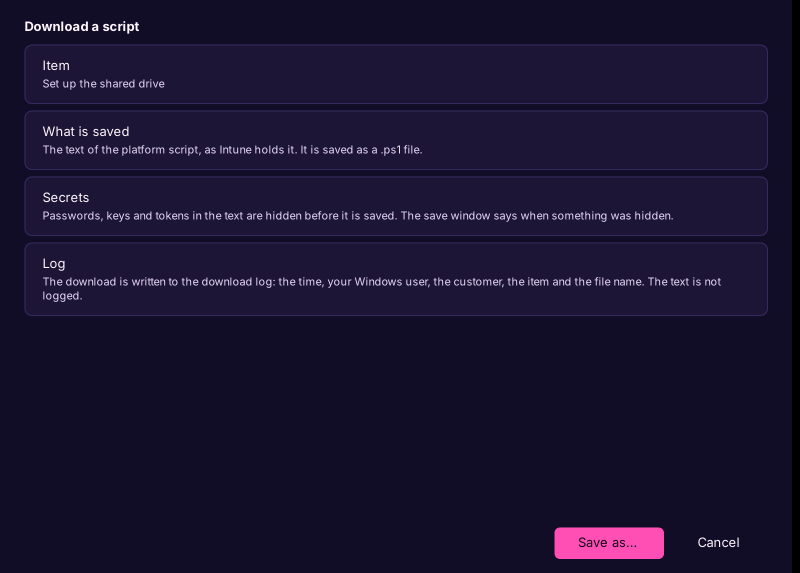 Download a script
Item
Set up the shared drive
What is saved
The text of the platform script, as Intune holds it. It is saved as a .ps1 file.
Secrets
Passwords, keys and tokens in the text are hidden before it is saved. The save window says when something was hidden.
Log
The download is written to the download log: the time, your Windows user, the customer, the item and the file name. The text is not
logged.
Save as...
Cancel